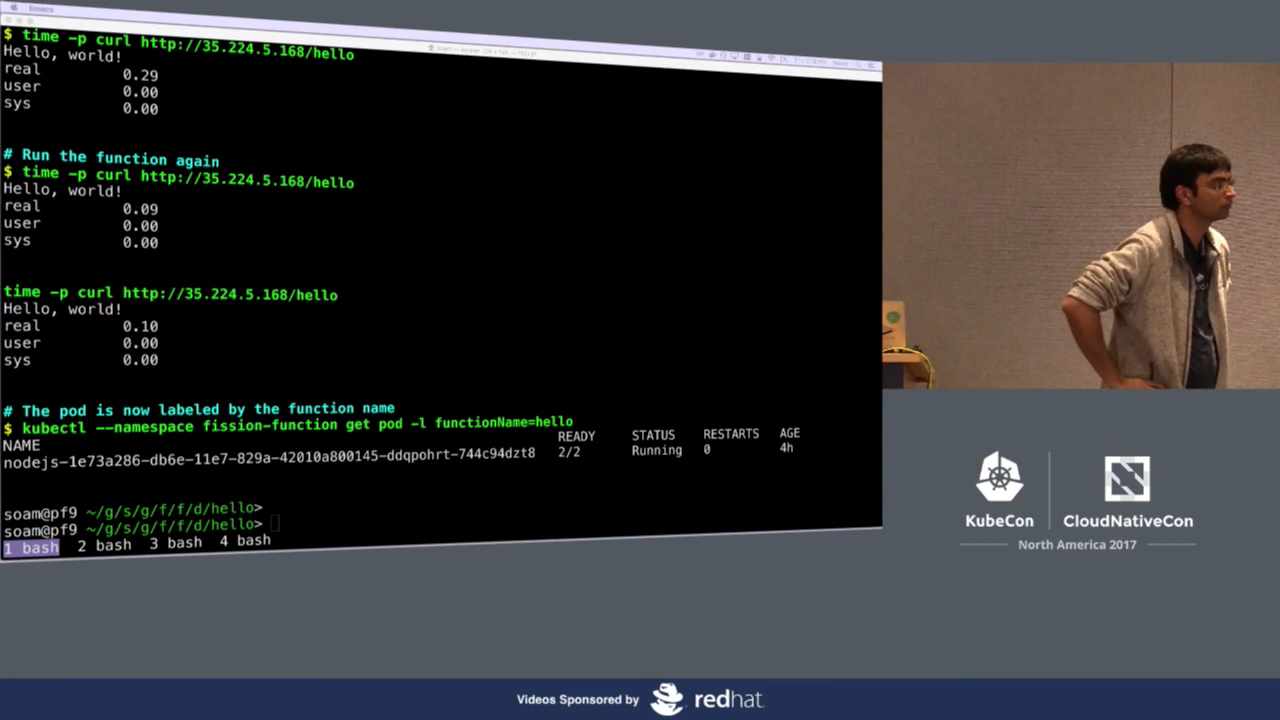 Emacs
$ time -p curl http://35.224.5.168/hello
Hello, world!
real 0.29
user 0.00
sys 0.00
# Run the function again
$ time -p curl http://35.224.5.168/hello
Hello, world!
real 0.09
user 0.00
sys 0.00
time -p curl http://35.224.5.168/hello
Hello, world!
real 0.10
user 0.00
sys 0.00
# The pod is now labeled by the function name
$ kubectl --namespace fission-function get pod -l functionName=hello
NAME READY STATUS RESTARTS AGE
nodejs-1e73a286-db6e-11e7-829a-42010a800145-ddqpohrt-744c94dzt8 2/2 Running 0 4h
soam@pf9 ~/g/s/g/f/f/d/hello>
soam@pf9 ~/g/s/g/f/f/d/hello>
1 bash 2 bash 3 bash 4 bash
KubeCon CloudNativeCon
North America 2017
Videos Sponsored by redhat.